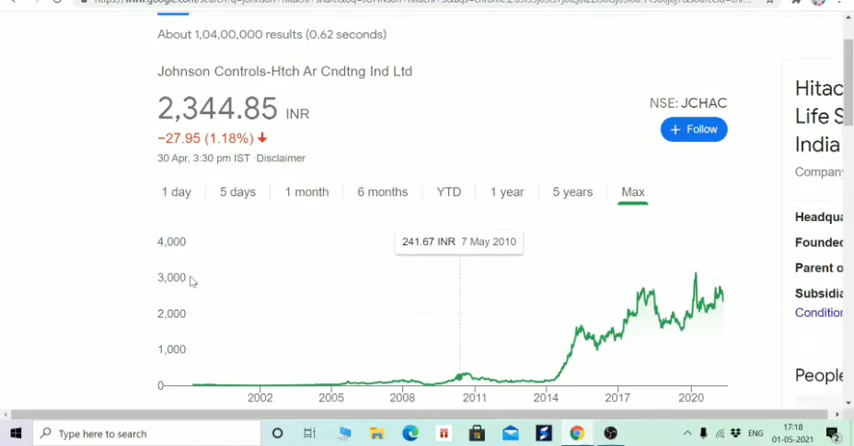 About 1,04,00,000 results (0.62 seconds)
Johnson Controls-Htch Ar Cndtng Ind Ltd
2,344.85 INR
NSE: JCHAC
−27.95 (1.18%)
+ Follow
30 Apr, 3:30 pm IST ·Disclaimer
1 day 5 days 1 month 6 months YTD 1 year 5 years Max
241.67 INR 7 May 2010
4,000
3,000
2,000
1,000
0
2002 2005 2008 2011 2014 2017 2020
Hitac
Life S
India
Company
Headqua
Founded
Parent o
Subsidia
Condition
People
Type here to search
ENG
17:18
01-05-2021
2